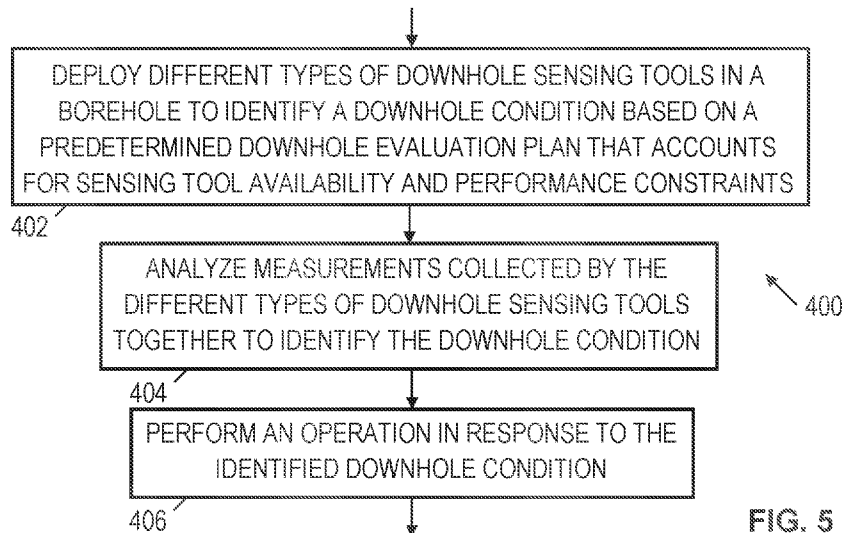 DEPLOY DIFFERENT TYPES OF DOWNHOLE SENSING TOOLS IN A
BOREHOLE TO IDENTIFY A DOWNHOLE CONDITION BASED ON A
PREDETERMINED DOWNHOLE EVALUATION PLAN THAT ACCOUNTS
FOR SENSING TOOL AVAILABILITY AND PERFORMANCE CONSTRAINTS
402
ANALYZE MEASUREMENTS COLLECTED BY THE
DIFFERENT TYPES OF DOWNHOLE SENSING TOOLS
TOGETHER TO IDENTIFY THE DOWNHOLE CONDITION
400
404
PERFORM AN OPERATION IN RESPONSE TO THE
IDENTIFIED DOWNHOLE CONDITION
406
FIG. 5